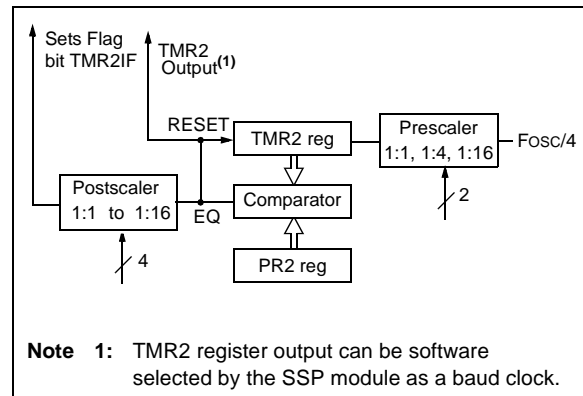 Sets Flag
bit TMR2IF
TMR2
Output(1)
RESET
TMR2 reg
Prescaler
1:1, 1:4, 1:16
FOSC/4
2
Postscaler
1:1 to 1:16
EQ
Comparator
4
PR2 reg
Note 1: TMR2 register output can be software
selected by the SSP module as a baud clock.